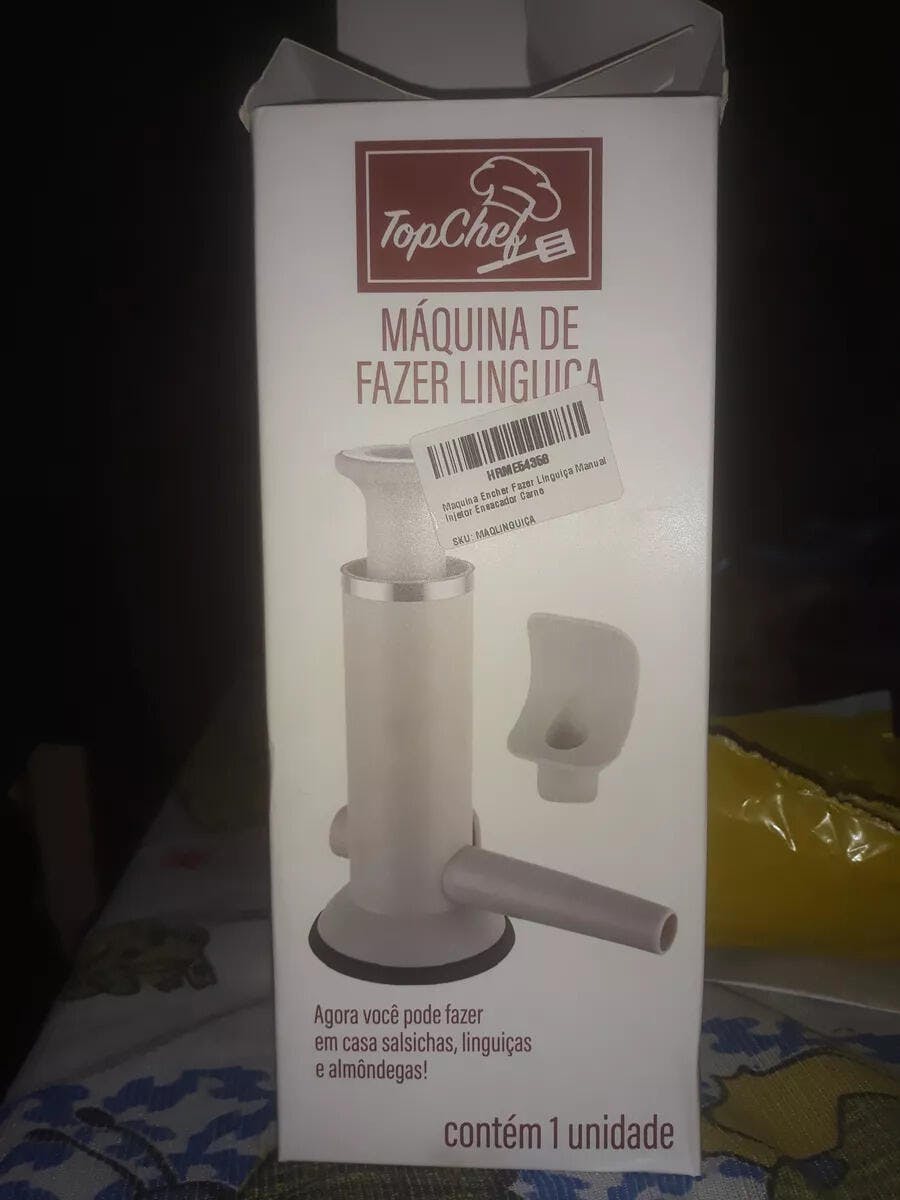 TopChef
MÁQUINA DE
FAZER LINGUIÇA
HRME54358
Maquina Encher Fazer Linguiça Manual
Injetor Ensacador Carne
SKU: MAQLINGUIÇA
Agora você pode fazer
em casa salsichas, linguiças
e almôndegas!
contém 1 unidade